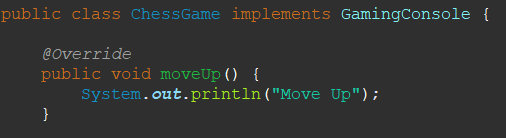 public class ChessGame implements GamingConsole {
@Override
public void moveUp() {
System.out.println("Move Up");
}